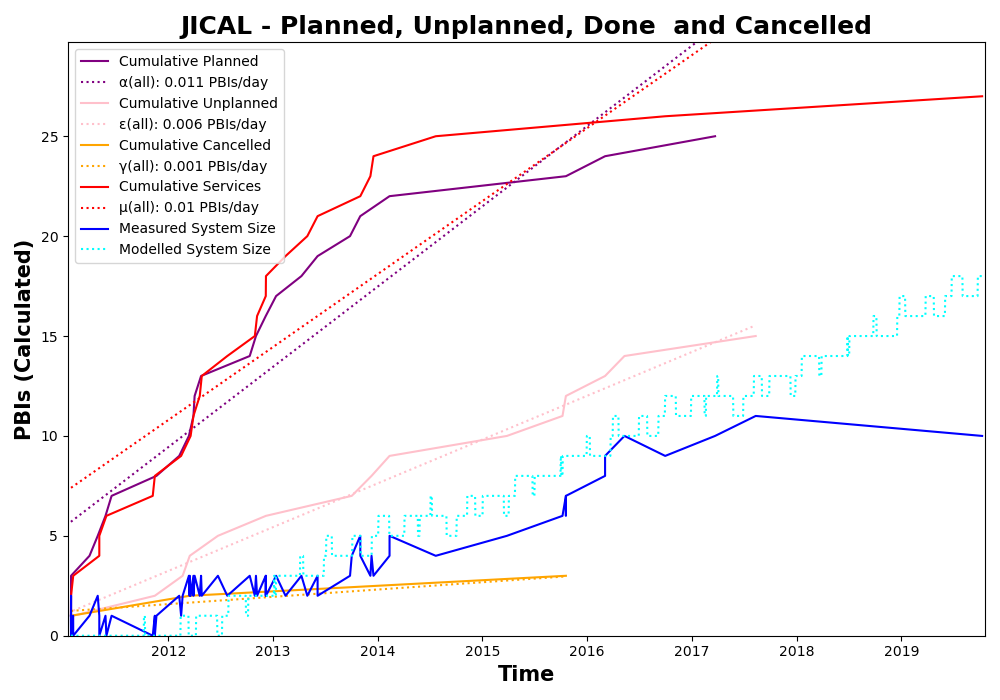 JICAL - Planned, Unplanned, Done  and Cancelled
Cumulative Planned
α(all): 0.011 PBIs/day
Cumulative Unplanned
ε(all): 0.006 PBIs/day
Cumulative Cancelled
γ(all): 0.001 PBIs/day
Cumulative Services
μ(all): 0.01 PBIs/day
Measured System Size
Modelled System Size
PBIs (Calculated)
25
20
15
10
5
0
2012 2013 2014 2015 2016 2017 2018 2019
Time